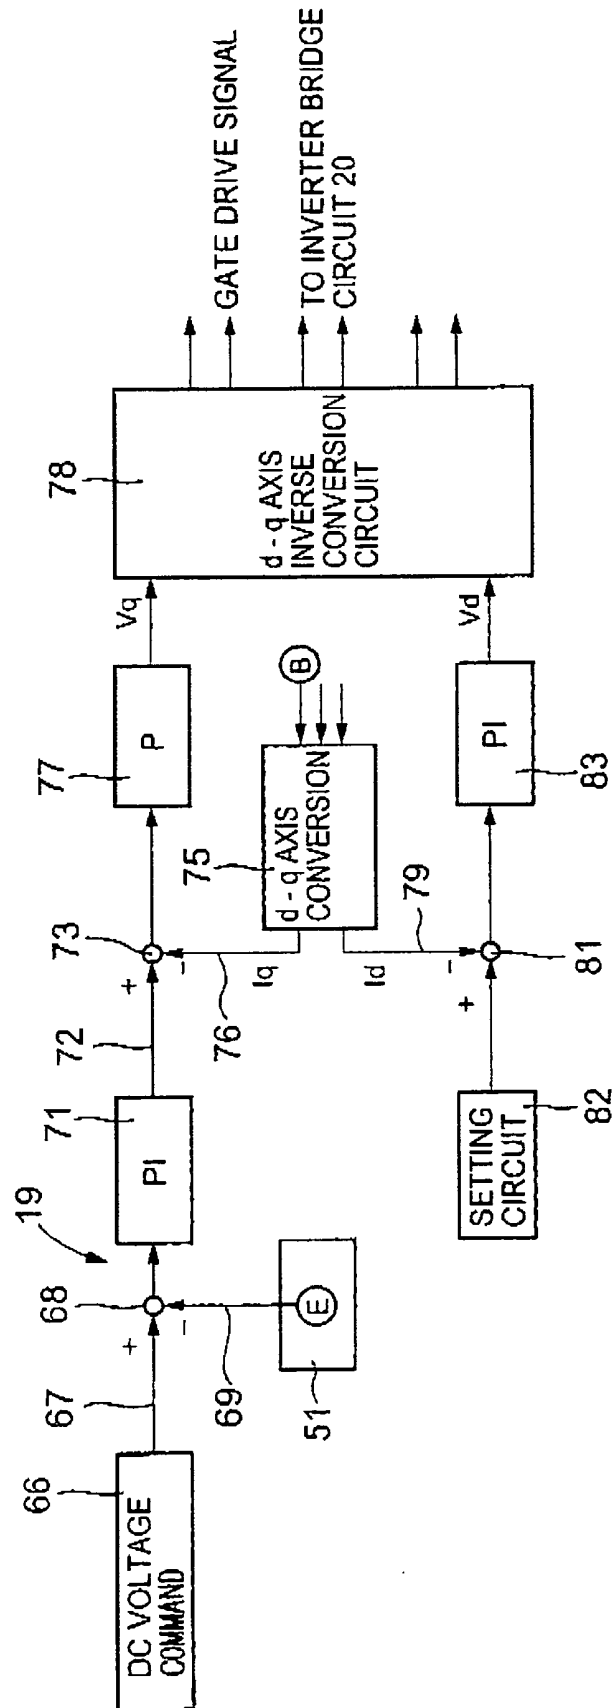 19
66
DC VOLTAGE
COMMAND
67
+
68
-
69
E
51
71
PI
72
+
73
-
76
Iq
75
d - q AXIS
CONVERSION
B
Id
79
77
P
Vq
78
d - q AXIS
INVERSE
CONVERSION
CIRCUIT
GATE DRIVE SIGNAL
TO INVERTER BRIDGE
CIRCUIT 20
SETTING
CIRCUIT
82
+
-
81
PI
83
Vd